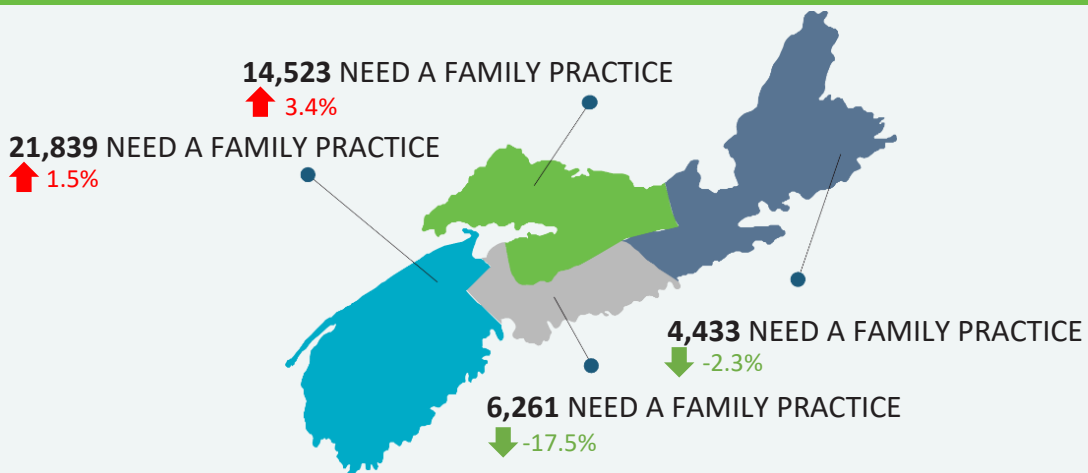 14,523 NEED A FAMILY PRACTICE
3.4%
21,839 NEED A FAMILY PRACTICE
1.5%
4,433 NEED A FAMILY PRACTICE
-2.3%
6,261 NEED A FAMILY PRACTICE
-17.5%